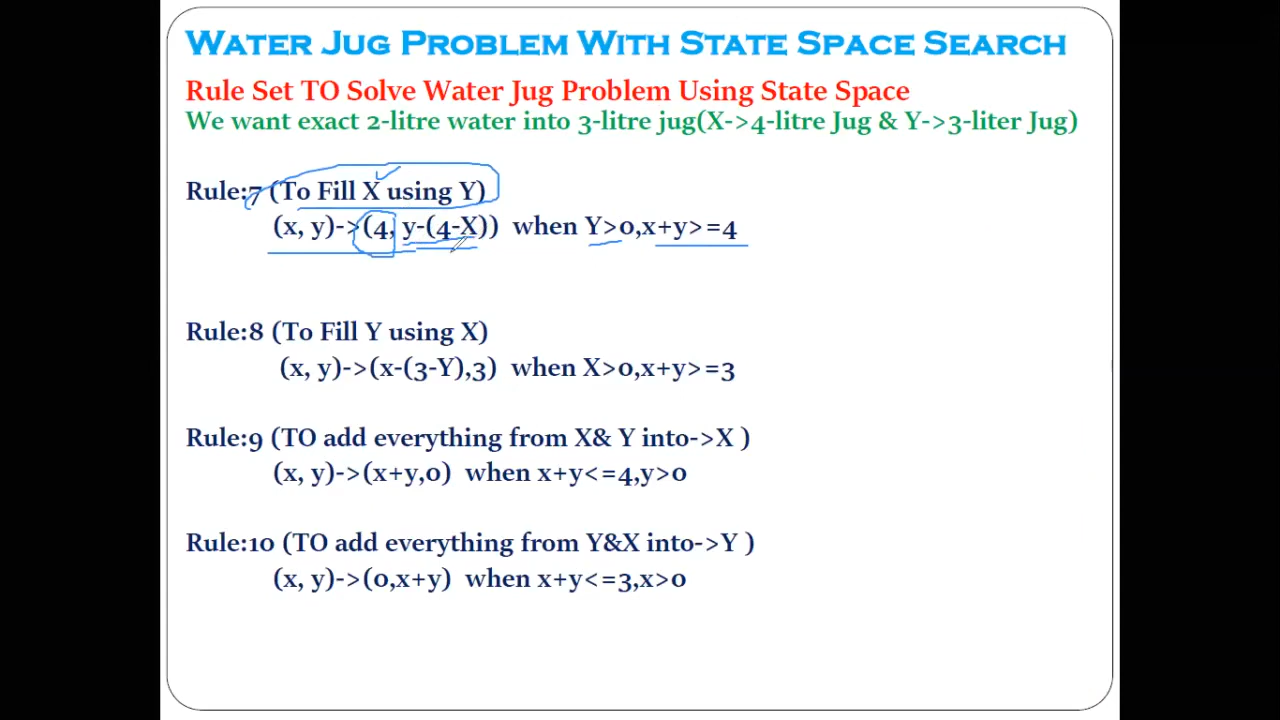 WATER JUG PROBLEM WITH STATE SPACE SEARCH
Rule Set TO Solve Water Jug Problem Using State Space
We want exact 2-litre water into 3-litre jug(X->4-litre Jug & Y->3-liter Jug)
Rule:7 (To Fill X using Y)
(x, y)->(4, y-(4-X)) when Y>0,x+y>=4
Rule:8 (To Fill Y using X)
(x, y)->(x-(3-Y),3) when X>0,x+y>=3
Rule:9 (TO add everything from X& Y into->X )
(x, y)->(x+y,0) when x+y<=4,y>0
Rule:10 (TO add everything from Y&X into->Y )
(x, y)->(0,x+y) when x+y<=3,x>0